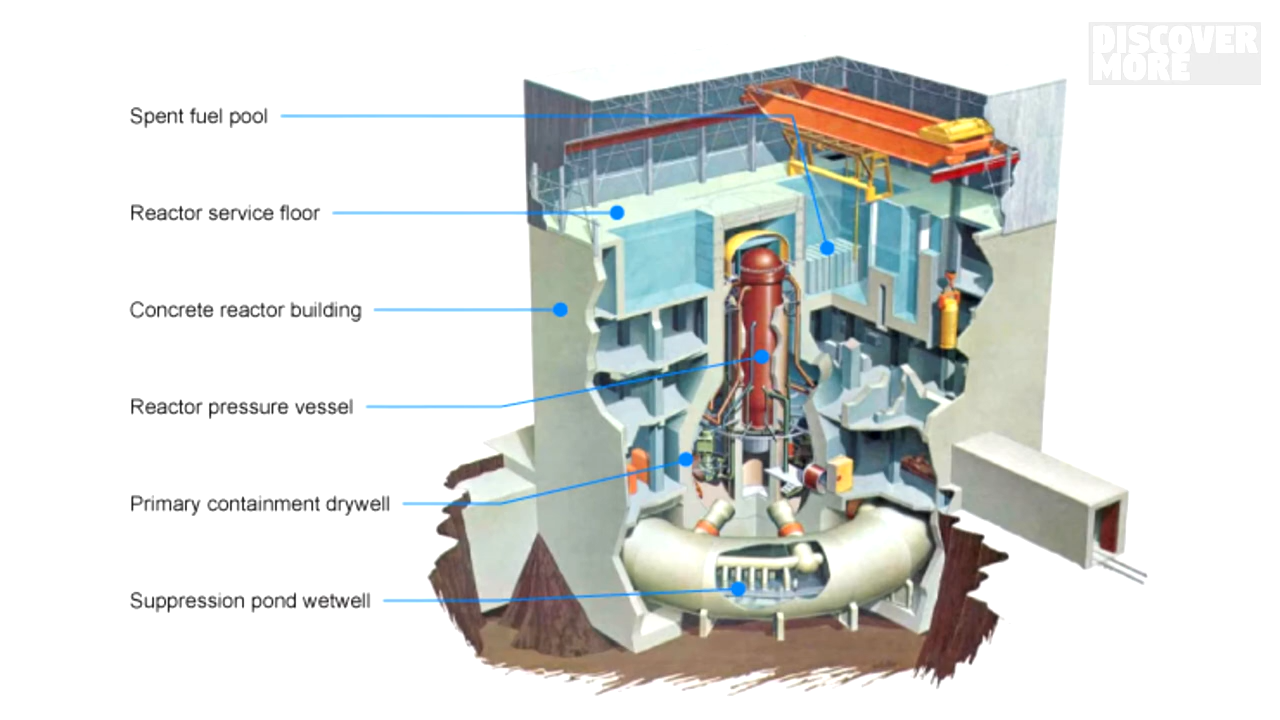 DISCOVER
MORE
Spent fuel pool
Reactor service floor
Concrete reactor building
Reactor pressure vessel
Primary containment drywell
Suppression pond wetwell